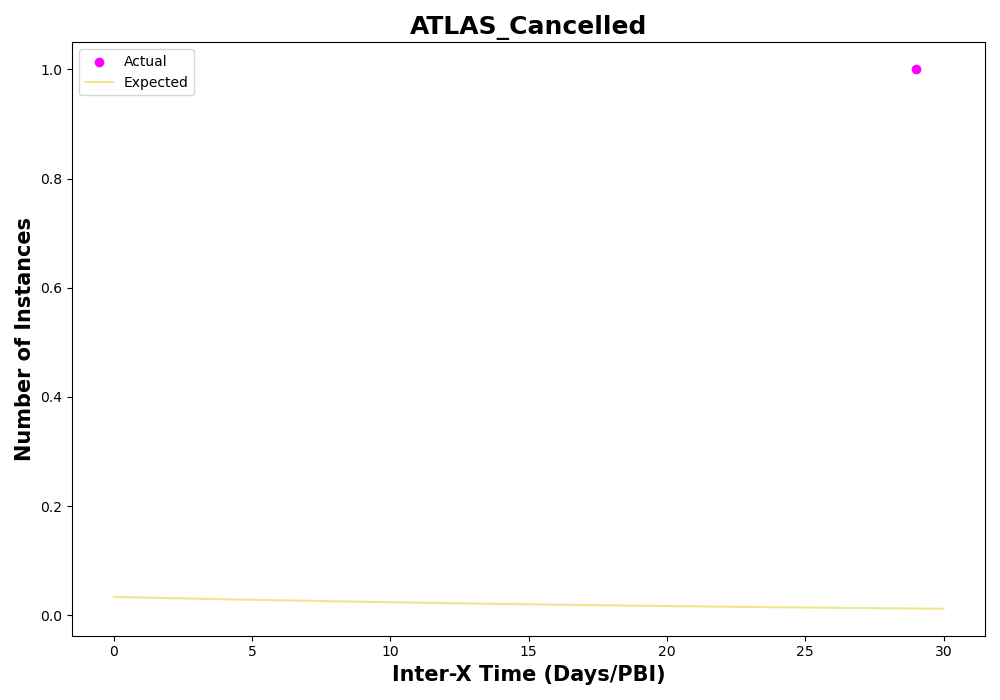 ATLAS_Cancelled
Actual
Expected
Number of Instances
1.0
0.8
0.6
0.4
0.2
0.0
0 5 10 15 20 25 30
Inter-X Time (Days/PBI)